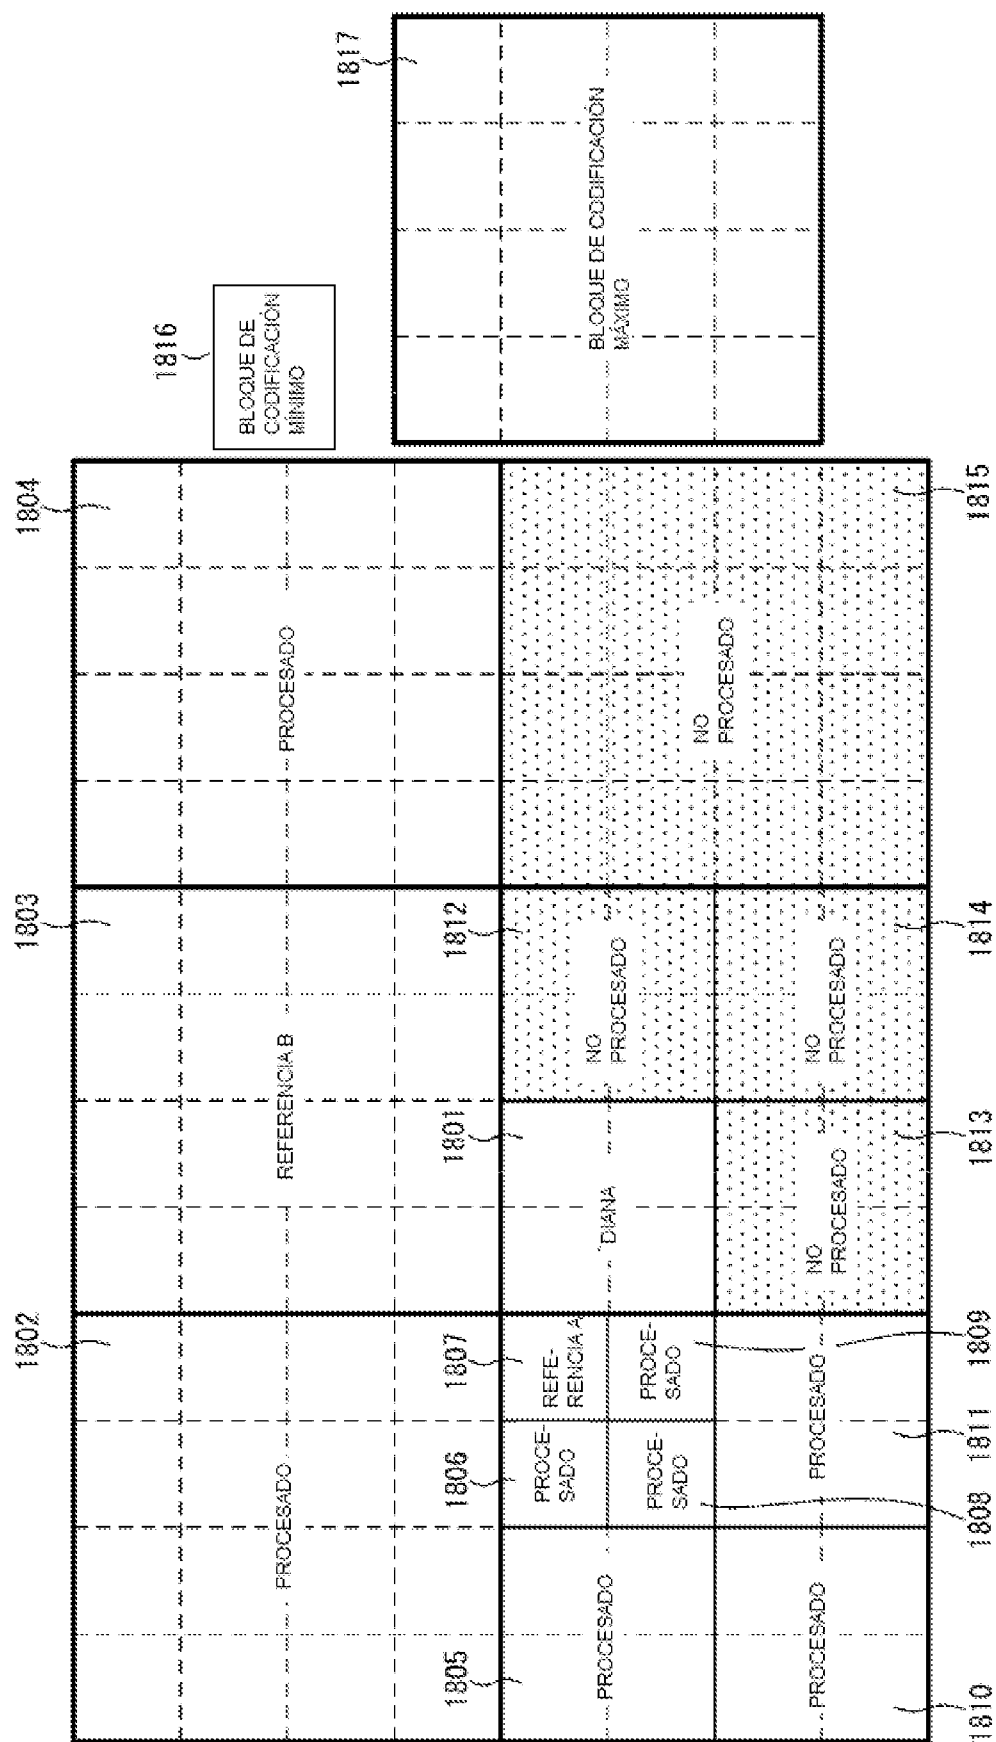 1802
1803
1804
PROCESADO
REFERENCIA B
PROCESADO
1816
BLOQUE DE
CODIFICACIÓN
MÍNIMO
1817
BLOQUE DE CODIFICACIÓN
MÁXIMO
1805
1806
1807
1801
1812
PROCESADO
PROCE-
SADO
REFE-
RENCIA A
PROCE-
SADO
PROCE-
SADO
DIANA
NO
PROCESADO
NO
PROCESADO
PROCESADO
PROCESADO
NO
PROCESADO
NO
PROCESADO
1810
1808
1811
1809
1813
1814
1815